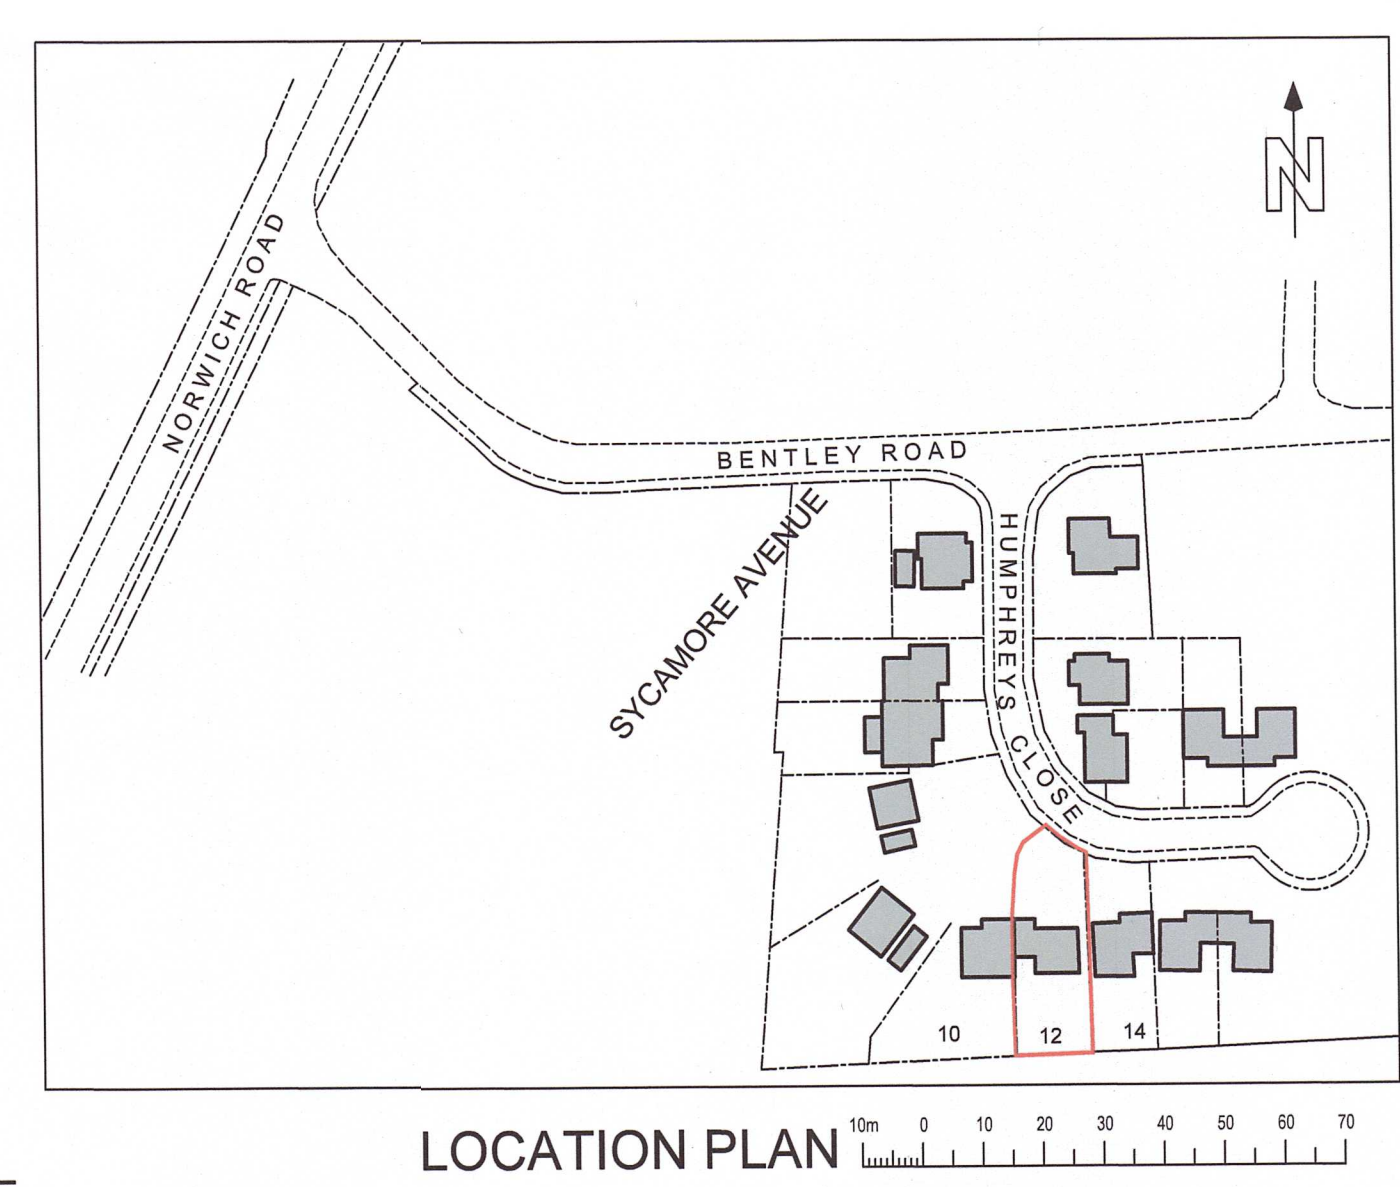 N
NORWICH ROAD
BENTLEY ROAD
SYCAMORE AVENUE
HUMPHREYS CLOSE
10
12
14
LOCATION PLAN
10m 0 10 20 30 40 50 60 70